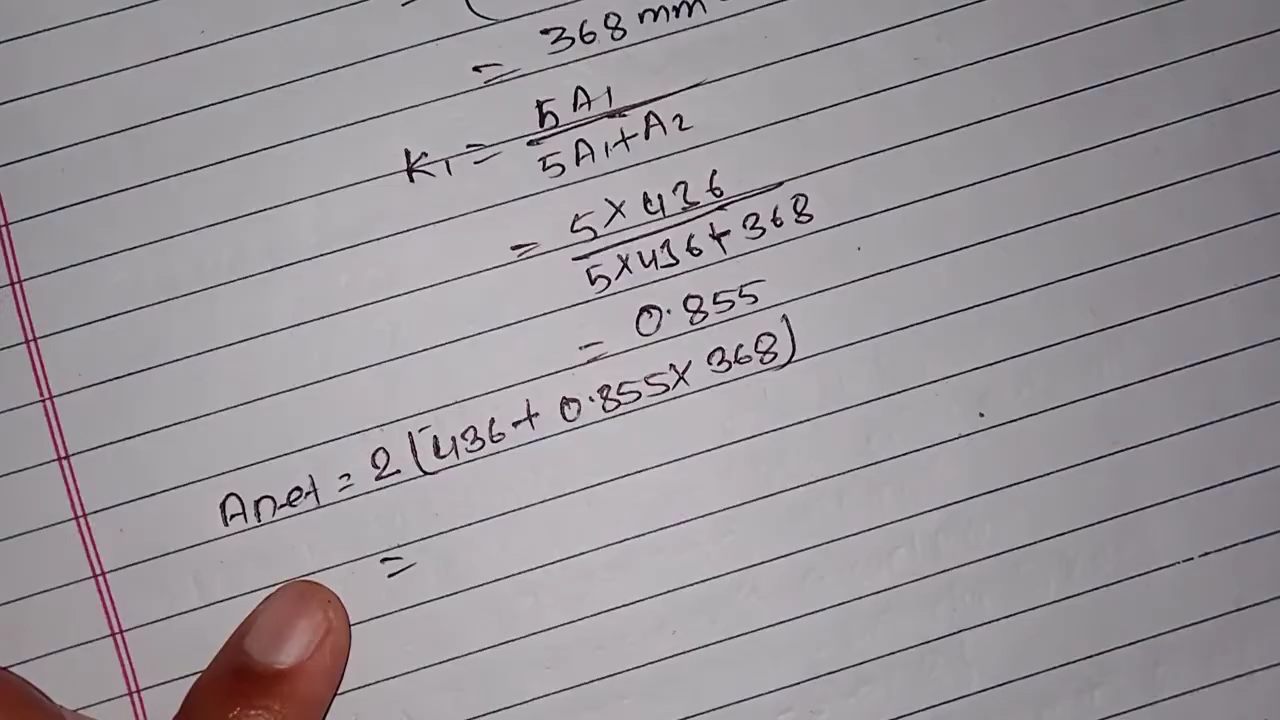 = 368 mm
K1 = 5A1 / 5A1+A2
= 5×436 / 5×436+368
= 0.855
Anet = 2(436+0.855×368)
=